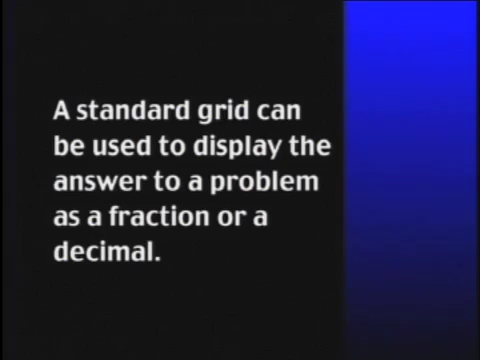 A standard grid can
be used to display the
answer to a problem
as a fraction or a
decimal.